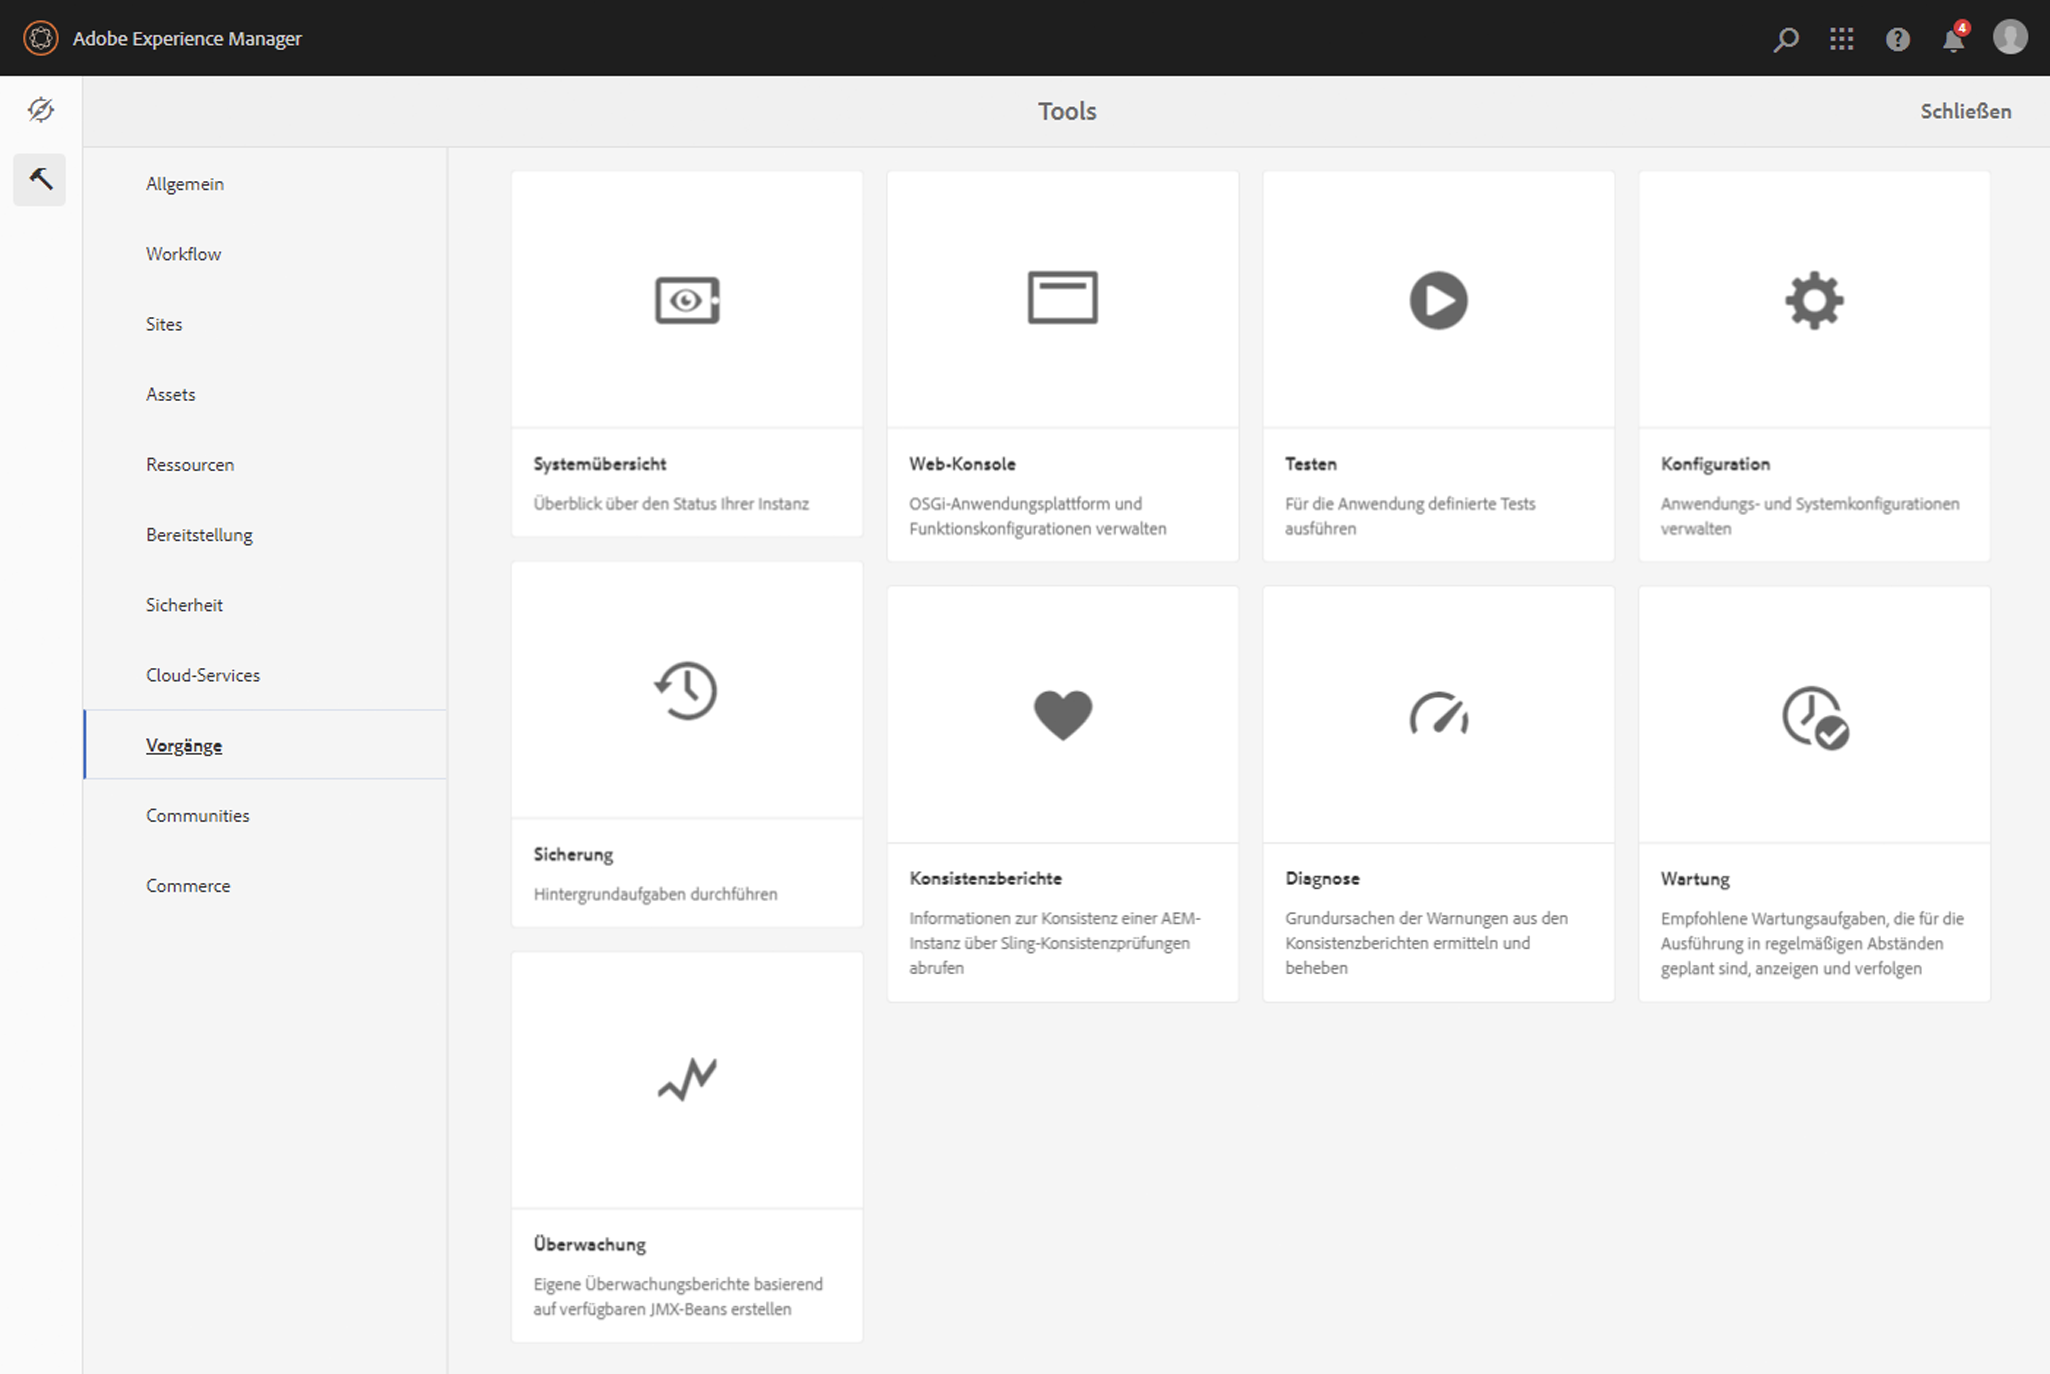 Adobe Experience Manager
4
Tools
Schließen
Allgemein
Workflow
Sites
Assets
Ressourcen
Bereitstellung
Sicherheit
Cloud-Services
Vorgänge
Communities
Commerce
Systemübersicht
Überblick über den Status Ihrer Instanz
Web-Konsole
OSGi-Anwendungsplattform und
Funktionskonfigurationen verwalten
Testen
Für die Anwendung definierte Tests
ausführen
Konfiguration
Anwendungs- und Systemkonfigurationen
verwalten
Sicherung
Hintergrundaufgaben durchführen
Konsistenzberichte
Informationen zur Konsistenz einer AEM-
Instanz über Sling-Konsistenzprüfungen
abrufen
Diagnose
Grundursachen der Warnungen aus den
Konsistenzberichten ermitteln und
beheben
Wartung
Empfohlene Wartungsaufgaben, die für die
Ausführung in regelmäßigen Abständen
geplant sind, anzeigen und verfolgen
Überwachung
Eigene Überwachungsberichte basierend
auf verfügbaren JMX-Beans erstellen